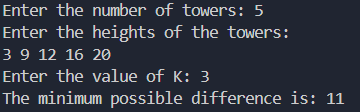 Enter the number of towers: 5
Enter the heights of the towers:
3 9 12 16 20
Enter the value of K: 3
The minimum possible difference is: 11